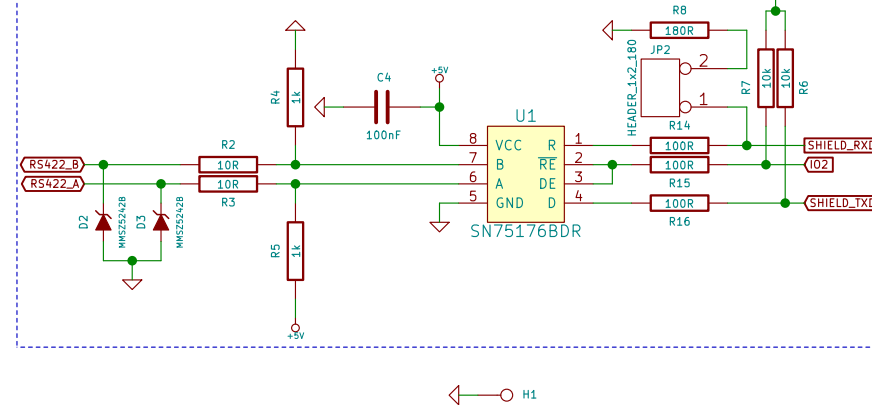 R8
180R
JP2
HEADER_1x2_180
2
1
R7
10k
10k
R6
+5V
C4
100nF
R4
1k
U1
R14
100R
SHIELD_RXD
8 VCC R 1
7 B RE 2
6 A DE 3
5 GND D 4
SN75176BDR
RS422_B
R2
10R
RS422_A
10R
R3
100R
IO2
R15
100R
SHIELD_TXD
R16
D2
MMSZ5242B
D3
MMSZ5242B
R5
1k
+5V
H1